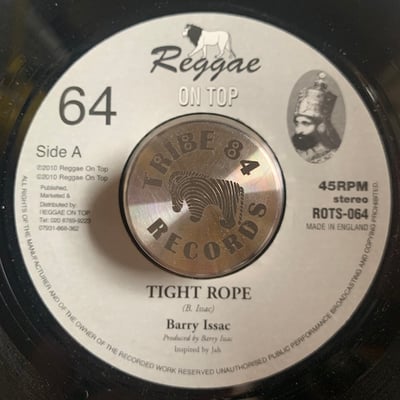 Reggae
ON TOP
64
Side A
℗2010 Reggae On Top
©2010 Reggae On Top
Published,
Marketed &
Distributed by
REGGAE ON TOP
Tel: 020 8769-9223
07931-868-362
TRIBE 84
RECORDS
45RPM
stereo
ROTS-064
MADE IN ENGLAND
TIGHT ROPE
(B. Issac)
Barry Issac
Produced by Barry Issac
Inspired by Jah
ALL RIGHTS OF THE MANUFACTURER AND OF THE OWNER OF THE RECORDED WORK RESERVED UNAUTHORISED PUBLIC PERFORMANCE BROADCASTING AND COPYING PROHIBITED.